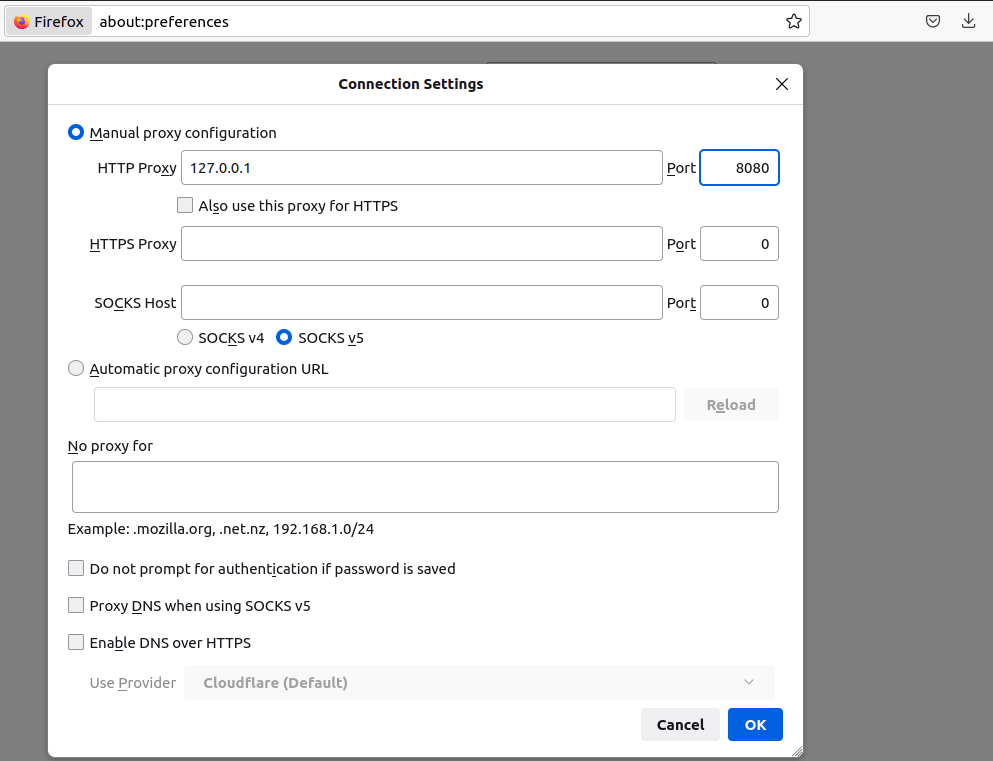 Firefox about:preferences
Connection Settings
Manual proxy configuration
HTTP Proxy 127.0.0.1 Port 8080
Also use this proxy for HTTPS
HTTPS Proxy Port 0
SOCKS Host Port 0
SOCKS v4 SOCKS v5
Automatic proxy configuration URL
Reload
No proxy for
Example: .mozilla.org, .net.nz, 192.168.1.0/24
Do not prompt for authentication if password is saved
Proxy DNS when using SOCKS v5
Enable DNS over HTTPS
Use Provider Cloudflare (Default)
Cancel OK